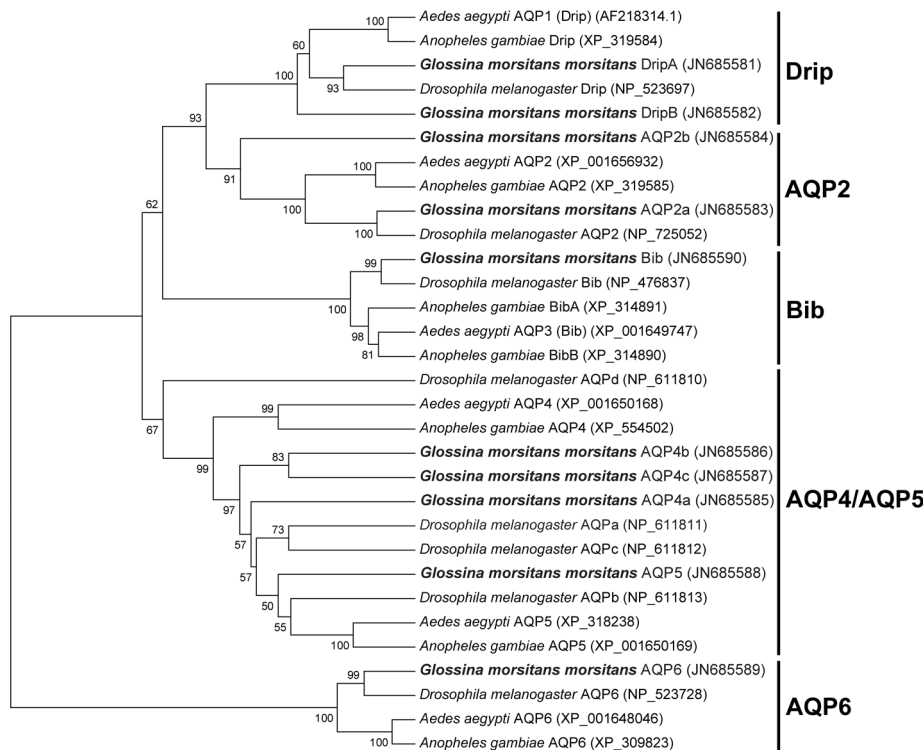 Aedes aegypti AQP1 (Drip) (AF218314.1)
Anopheles gambiae Drip (XP_319584)
Glossina morsitans morsitans DripA (JN685581)
Drosophila melanogaster Drip (NP_523697)
Glossina morsitans morsitans DripB (JN685582)
Drip
100
60
93
100
93
Glossina morsitans morsitans AQP2b (JN685584)
Aedes aegypti AQP2 (XP_001656932)
Anopheles gambiae AQP2 (XP_319585)
Glossina morsitans morsitans AQP2a (JN685583)
Drosophila melanogaster AQP2 (NP_725052)
AQP2
91
100
100
100
62
Glossina morsitans morsitans Bib (JN685590)
Drosophila melanogaster Bib (NP_476837)
Anopheles gambiae BibA (XP_314891)
Aedes aegypti AQP3 (Bib) (XP_001649747)
Anopheles gambiae BibB (XP_314890)
Bib
99
100
98
81
Drosophila melanogaster AQPd (NP_611810)
Aedes aegypti AQP4 (XP_001650168)
Anopheles gambiae AQP4 (XP_554502)
Glossina morsitans morsitans AQP4b (JN685586)
Glossina morsitans morsitans AQP4c (JN685587)
Glossina morsitans morsitans AQP4a (JN685585)
Drosophila melanogaster AQPa (NP_611811)
Drosophila melanogaster AQPc (NP_611812)
Glossina morsitans morsitans AQP5 (JN685588)
Drosophila melanogaster AQPb (NP_611813)
Aedes aegypti AQP5 (XP_318238)
Anopheles gambiae AQP5 (XP_001650169)
AQP4/AQP5
67
99
99
83
97
57
73
57
50
55
100
Glossina morsitans morsitans AQP6 (JN685589)
Drosophila melanogaster AQP6 (NP_523728)
Aedes aegypti AQP6 (XP_001648046)
Anopheles gambiae AQP6 (XP_309823)
AQP6
99
100
100